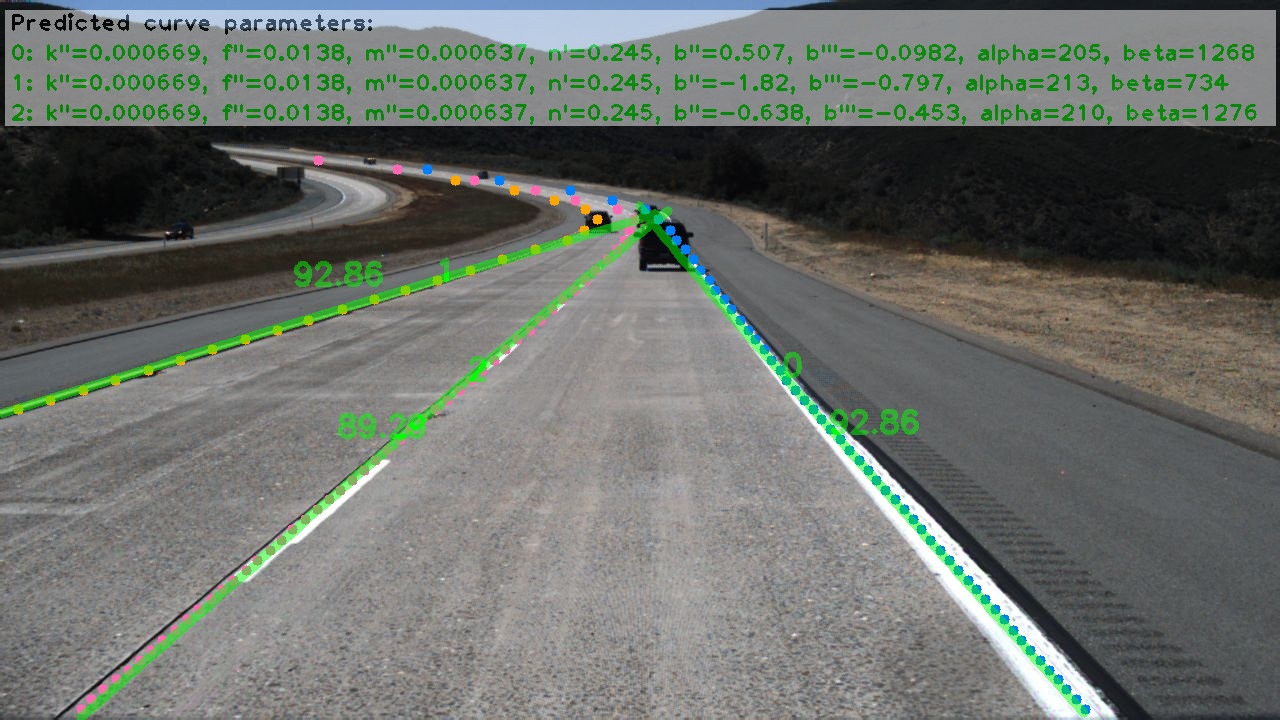 Predicted curve parameters:
0: k''=0.000669, f''=0.0138, m''=0.000637, n'=0.245, b''=0.507, b'''=−0.0982, alpha=205, beta=1268
1: k''=0.000669, f''=0.0138, m''=0.000637, n'=0.245, b''=−1.82, b'''=−0.797, alpha=213, beta=734
2: k''=0.000669, f''=0.0138, m''=0.000637, n'=0.245, b''=−0.638, b'''=−0.453, alpha=210, beta=1276
92.86 1
2 0
89.29 92.86